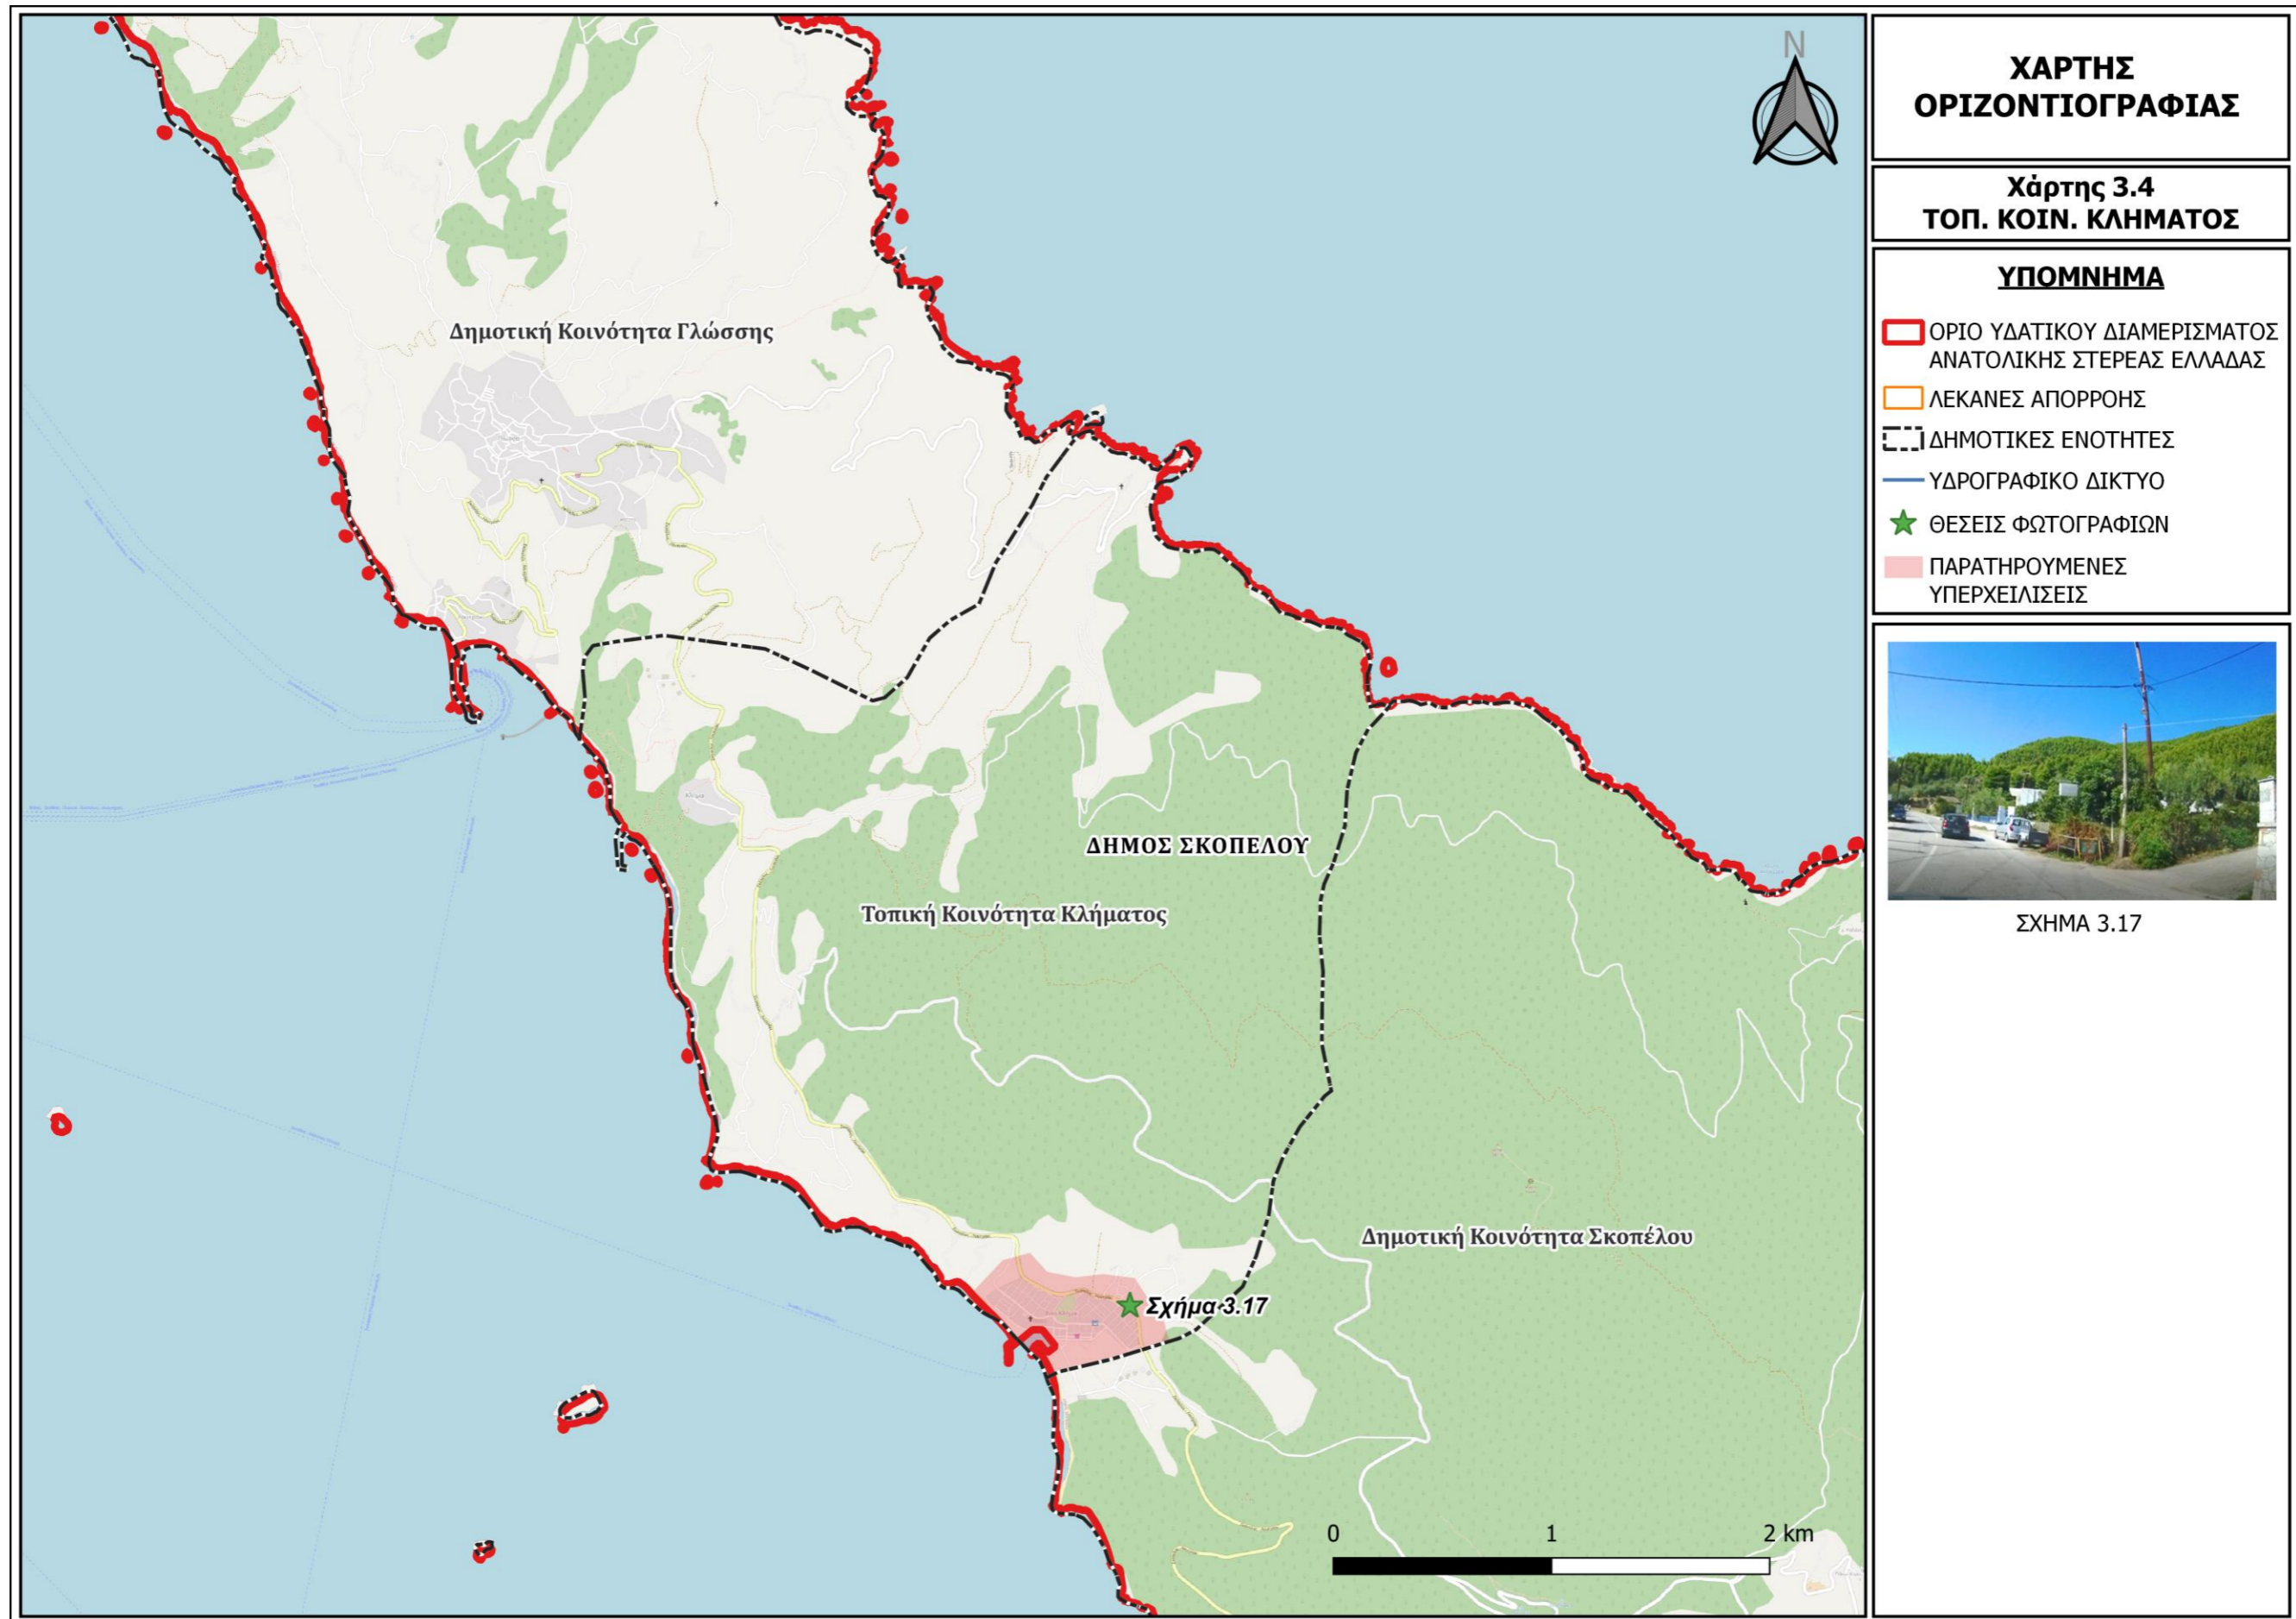 ΧΑΡΤΗΣ
ΟΡΙΖΟΝΤΙΟΓΡΑΦΙΑΣ
Χάρτης 3.4
ΤΟΠ. ΚΟΙΝ. ΚΛΗΜΑΤΟΣ
ΥΠΟΜΝΗΜΑ
ΟΡΙΟ ΥΔΑΤΙΚΟΥ ΔΙΑΜΕΡΙΣΜΑΤΟΣ
ΑΝΑΤΟΛΙΚΗΣ ΣΤΕΡΕΑΣ ΕΛΛΑΔΑΣ
ΛΕΚΑΝΕΣ ΑΠΟΡΡΟΗΣ
ΔΗΜΟΤΙΚΕΣ ΕΝΟΤΗΤΕΣ
ΥΔΡΟΓΡΑΦΙΚΟ ΔΙΚΤΥΟ
ΘΕΣΕΙΣ ΦΩΤΟΓΡΑΦΙΩΝ
ΠΑΡΑΤΗΡΟΥΜΕΝΕΣ
ΥΠΕΡΧΕΙΛΙΣΕΙΣ
ΣΧΗΜΑ 3.17
N
Δημοτική Κοινότητα Γλώσσης
ΔΗΜΟΣ ΣΚΟΠΕΛΟΥ
Τοπική Κοινότητα Κλήματος
Δημοτική Κοινότητα Σκοπέλου
Σχήμα 3.17
0 1 2 km